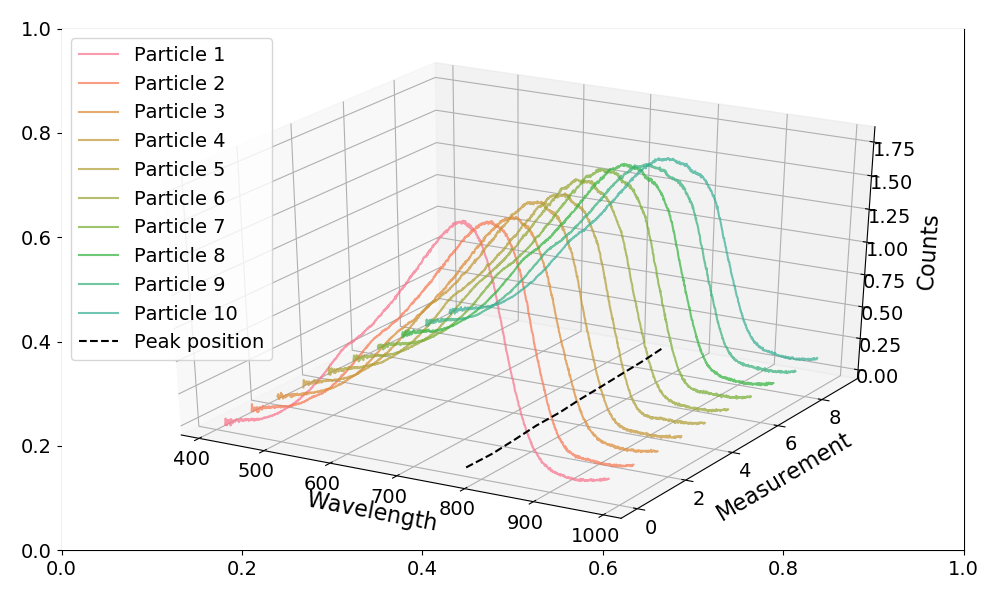 1.0
0.8
0.6
0.4
0.2
0.0
0.0
0.2
0.4
0.6
0.8
1.0
Particle 1
Particle 2
Particle 3
Particle 4
Particle 5
Particle 6
Particle 7
Particle 8
Particle 9
Particle 10
Peak position
400
500
600
700
800
900
1000
Wavelength
0
2
4
6
8
Measurement
1.75
1.50
1.25
1.00
0.75
0.50
0.25
0.00
Counts